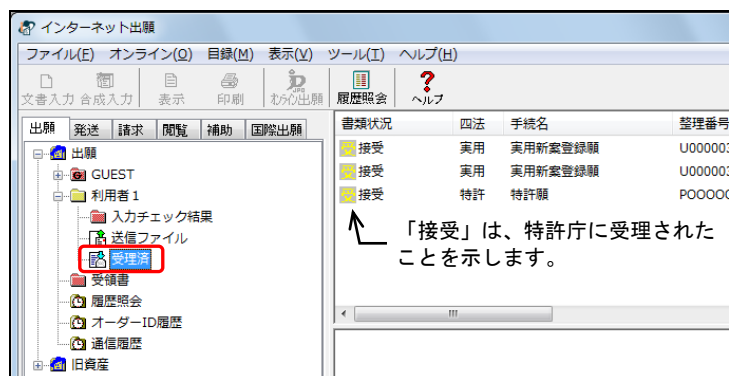 インターネット出願
ファイル(F) オンライン(O) 目録(M) 表示(V) ツール(T) ヘルプ(H)
文書入力 合成入力 表示 印刷 ｵﾝﾗｲﾝ出願 履歴照会 ヘルプ
出願 発送 請求 閲覧 補助 国際出願
出願
GUEST
利用者1
入力チェック結果
送信ファイル
受理済
受領書
履歴照会
オーダーID履歴
通信履歴
旧資産
書類状況 四法 手続名 整理番号
受 接受 実用 実用新案登録願 U000003
受 接受 実用 実用新案登録願 U000003
受 接受 特許 特許願
「接受」は、特許庁に受理された
ことを示します。